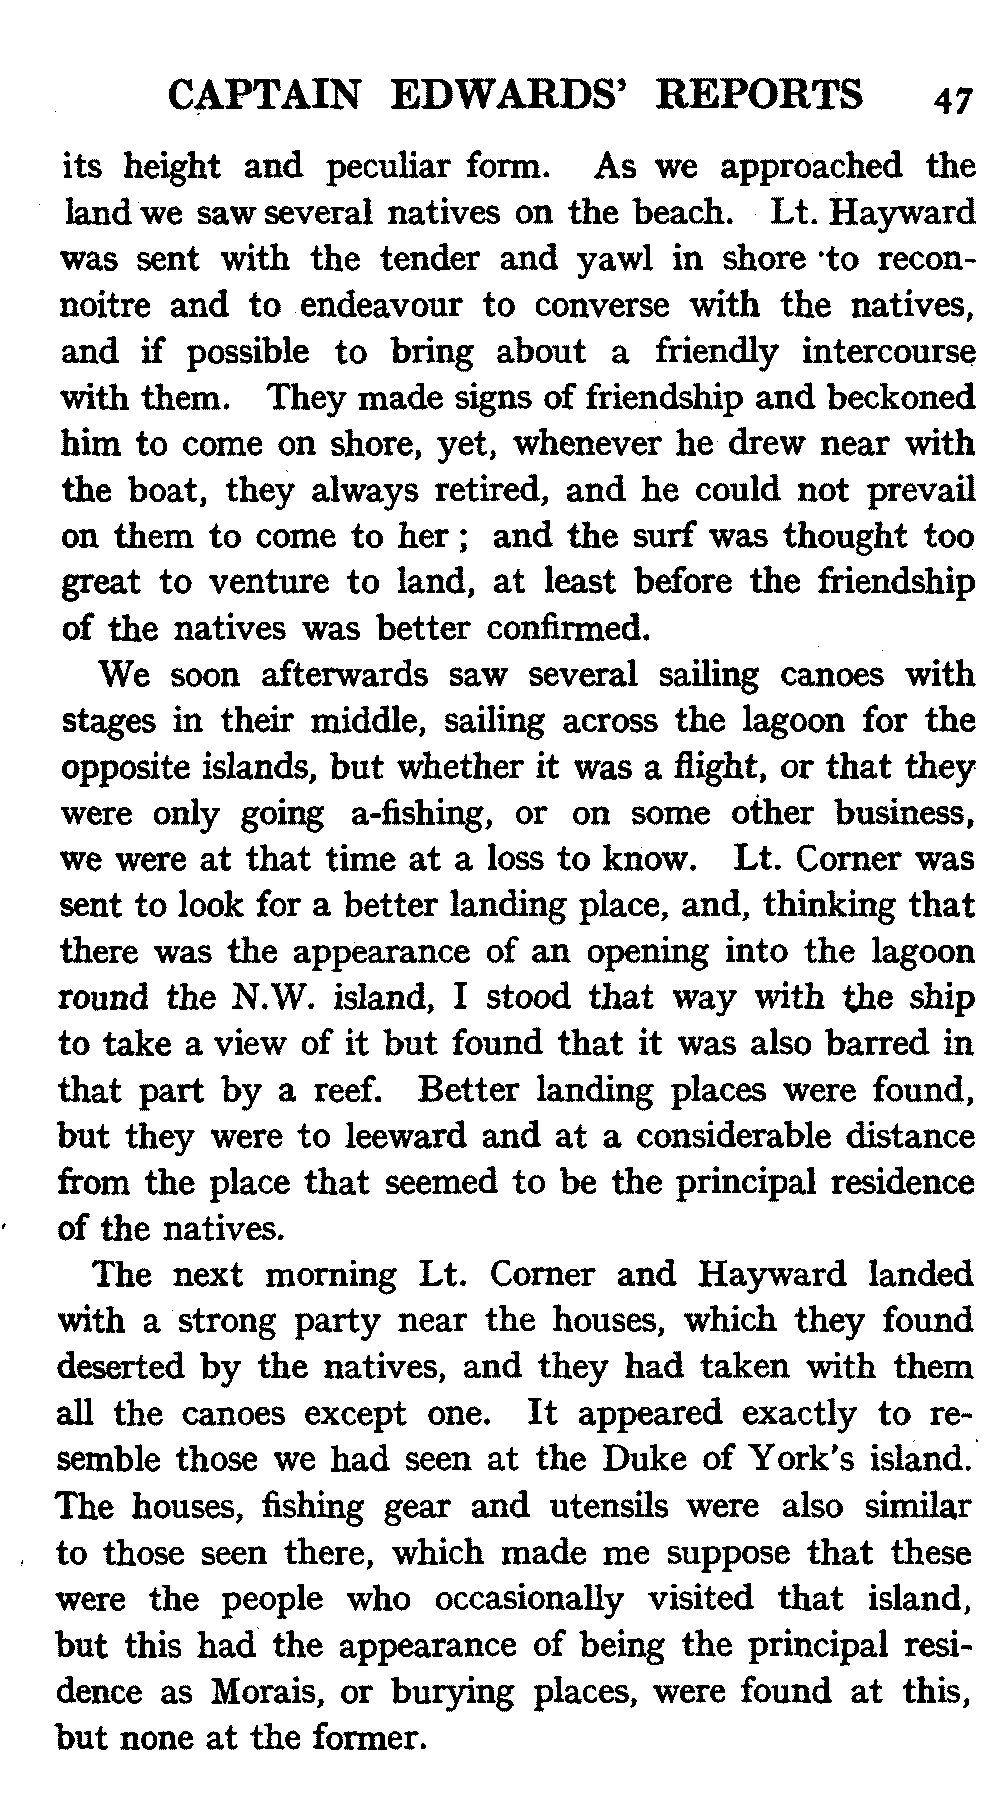 CAPTAIN EDWARDS' REPORTS 47
its height and peculiar form. As we approached the
land we saw several natives on the beach. Lt. Hayward
was sent with the tender and yawl in shore to recon-
noitre and to endeavour to converse with the natives,
and if possible to bring about a friendly intercourse
with them. They made signs of friendship and beckoned
him to come on shore, yet, whenever he drew near with
the boat, they always retired, and he could not prevail
on them to come to her; and the surf was thought too
great to venture to land, at least before the friendship
of the natives was better confirmed.
We soon afterwards saw several sailing canoes with
stages in their middle, sailing across the lagoon for the
opposite islands, but whether it was a flight, or that they
were only going a-fishing, or on some other business,
we were at that time at a loss to know. Lt. Corner was
sent to look for a better landing place, and, thinking that
there was the appearance of an opening into the lagoon
round the N.W. island, I stood that way with the ship
to take a view of it but found that it was also barred in
that part by a reef. Better landing places were found,
but they were to leeward and at a considerable distance
from the place that seemed to be the principal residence
of the natives.
The next morning Lt. Corner and Hayward landed
with a strong party near the houses, which they found
deserted by the natives, and they had taken with them
all the canoes except one. It appeared exactly to re-
semble those we had seen at the Duke of York's island.
The houses, fishing gear and utensils were also similar
to those seen there, which made me suppose that these
were the people who occasionally visited that island,
but this had the appearance of being the principal resi-
dence as Morais, or burying places, were found at this,
but none at the former.